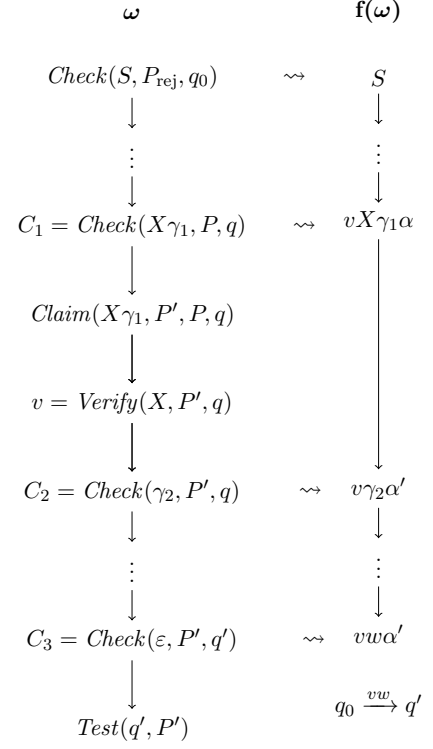 ω f(ω)
Check(S, P_rej, q_0) ⇝ S
⋮ ⋮
C_1 = Check(Xγ_1, P, q) ⇝ vXγ_1α
Claim(Xγ_1, P′, P, q)
v = Verify(X, P′, q)
C_2 = Check(γ_2, P′, q) ⇝ vγ_2α′
⋮ ⋮
C_3 = Check(ε, P′, q′) ⇝ vwα′
q_0 —vw→ q′
Test(q′, P′)